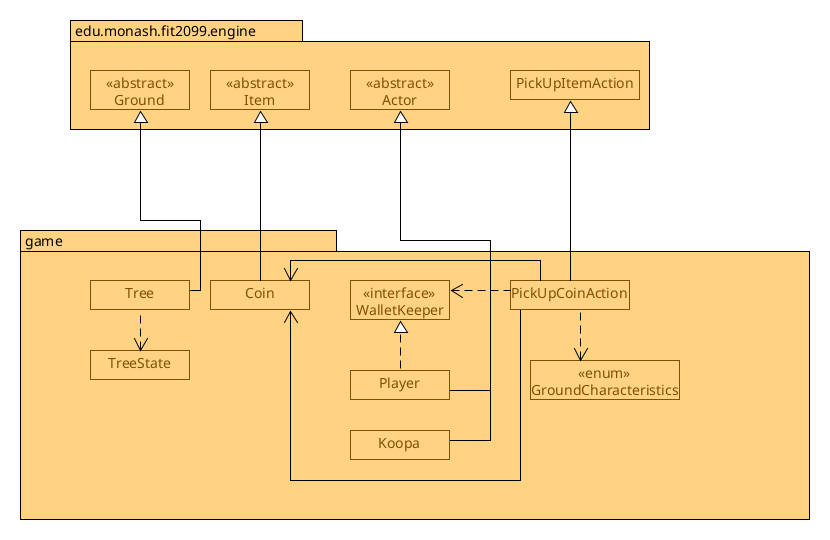 edu.monash.fit2099.engine
«abstract»
Ground
«abstract»
Item
«abstract»
Actor
PickUpItemAction
game
Tree
Coin
«interface»
WalletKeeper
PickUpCoinAction
TreeState
Player
«enum»
GroundCharacteristics
Koopa